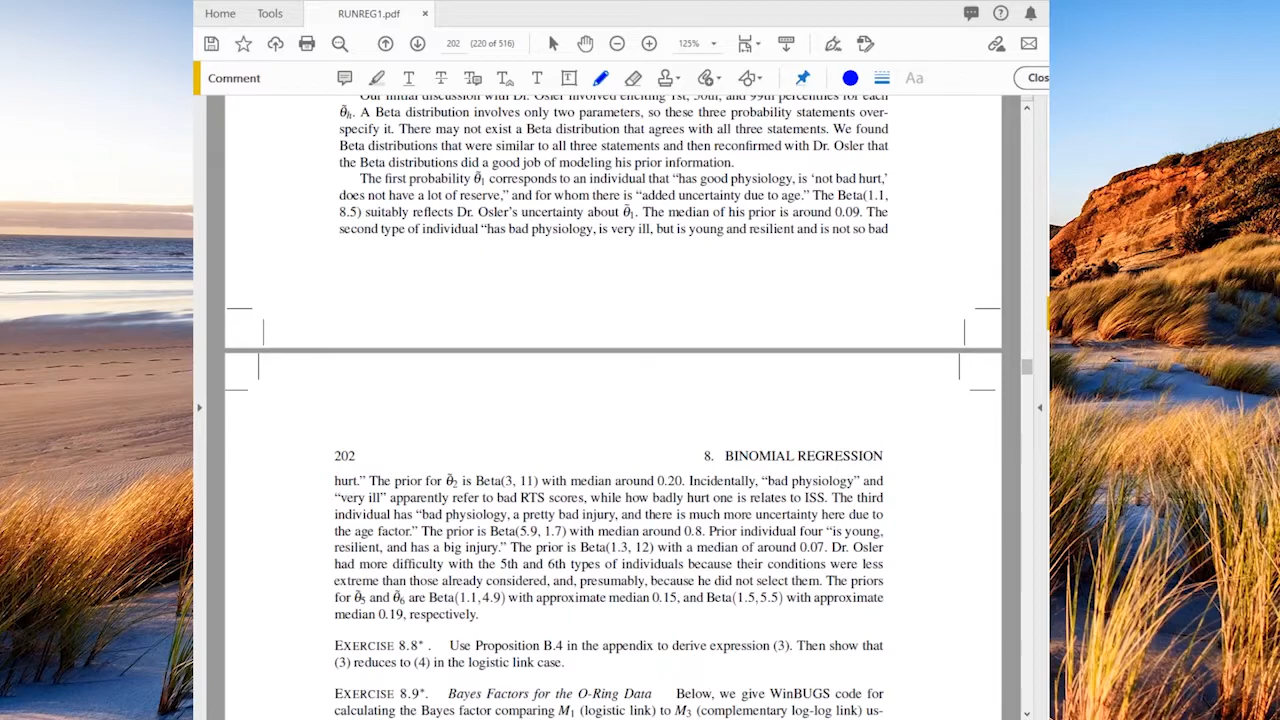 Home Tools RUNREG1.pdf ×
202 (220 of 516) 125%
Comment Aa Clos
Our initial discussion with Dr. Osler involved eliciting 1st, 50th, and 99th percentiles for each
θ̃h. A Beta distribution involves only two parameters, so these three probability statements over-
specify it. There may not exist a Beta distribution that agrees with all three statements. We found
Beta distributions that were similar to all three statements and then reconfirmed with Dr. Osler that
the Beta distributions did a good job of modeling his prior information.
The first probability θ̃1 corresponds to an individual that “has good physiology, is ‘not bad hurt,’
does not have a lot of reserve,” and for whom there is “added uncertainty due to age.” The Beta(1.1,
8.5) suitably reflects Dr. Osler’s uncertainty about θ̃1. The median of his prior is around 0.09. The
second type of individual “has bad physiology, is very ill, but is young and resilient and is not so bad
202 8. BINOMIAL REGRESSION
hurt.” The prior for θ̃2 is Beta(3, 11) with median around 0.20. Incidentally, “bad physiology” and
“very ill” apparently refer to bad RTS scores, while how badly hurt one is relates to ISS. The third
individual has “bad physiology, a pretty bad injury, and there is much more uncertainty here due to
the age factor.” The prior is Beta(5.9, 1.7) with median around 0.8. Prior individual four “is young,
resilient, and has a big injury.” The prior is Beta(1.3, 12) with a median of around 0.07. Dr. Osler
had more difficulty with the 5th and 6th types of individuals because their conditions were less
extreme than those already considered, and, presumably, because he did not select them. The priors
for θ̃5 and θ̃6 are Beta(1.1,4.9) with approximate median 0.15, and Beta(1.5,5.5) with approximate
median 0.19, respectively.
EXERCISE 8.8*. Use Proposition B.4 in the appendix to derive expression (3). Then show that
(3) reduces to (4) in the logistic link case.
EXERCISE 8.9*. Bayes Factors for the O-Ring Data Below, we give WinBUGS code for
calculating the Bayes factor comparing M1 (logistic link) to M3 (complementary log-log link) us-